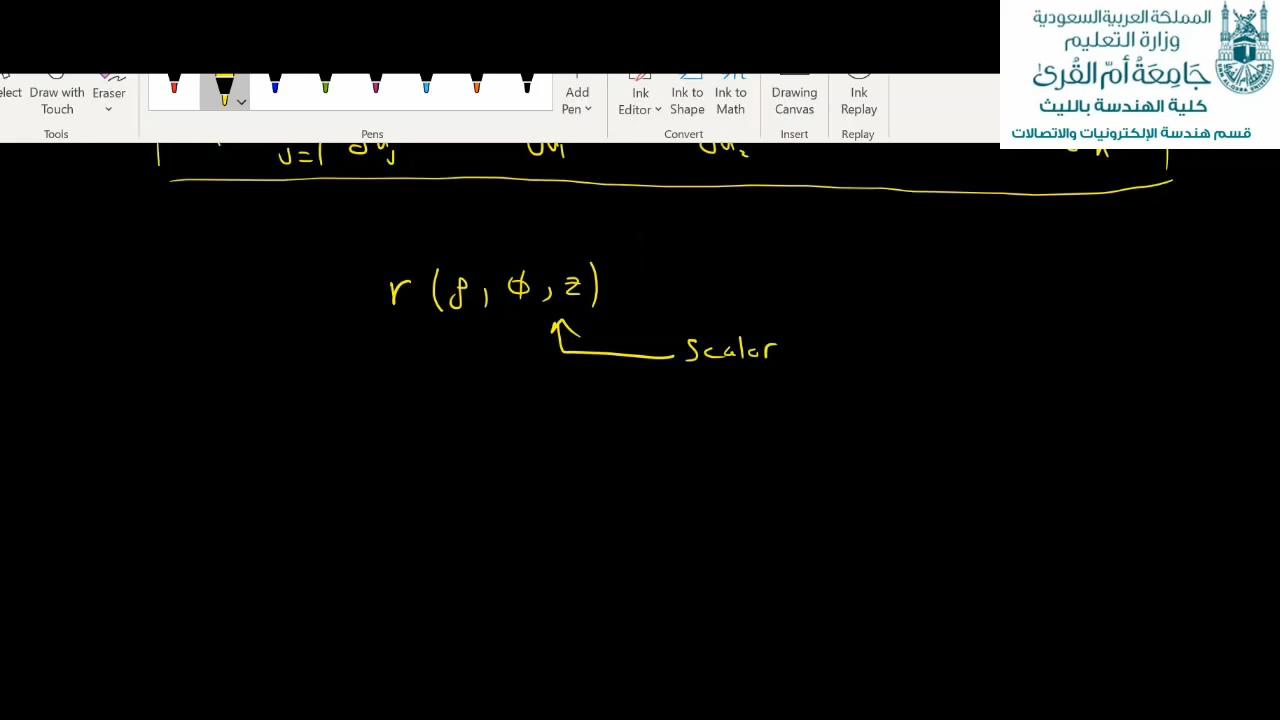 المملكة العربية السعودية
وزارة التعليم
جَامِعَة أمّ القُرىٰ
كلية الهندسة بالليث
قسم هندسة الإلكترونيات والاتصالات
Draw with Touch
Eraser
Add Pen
Ink Editor
Ink to Shape
Ink to Math
Drawing Canvas
Ink Replay
Tools
Pens
Convert
Insert
Replay
r (ρ, φ, z)
scalar